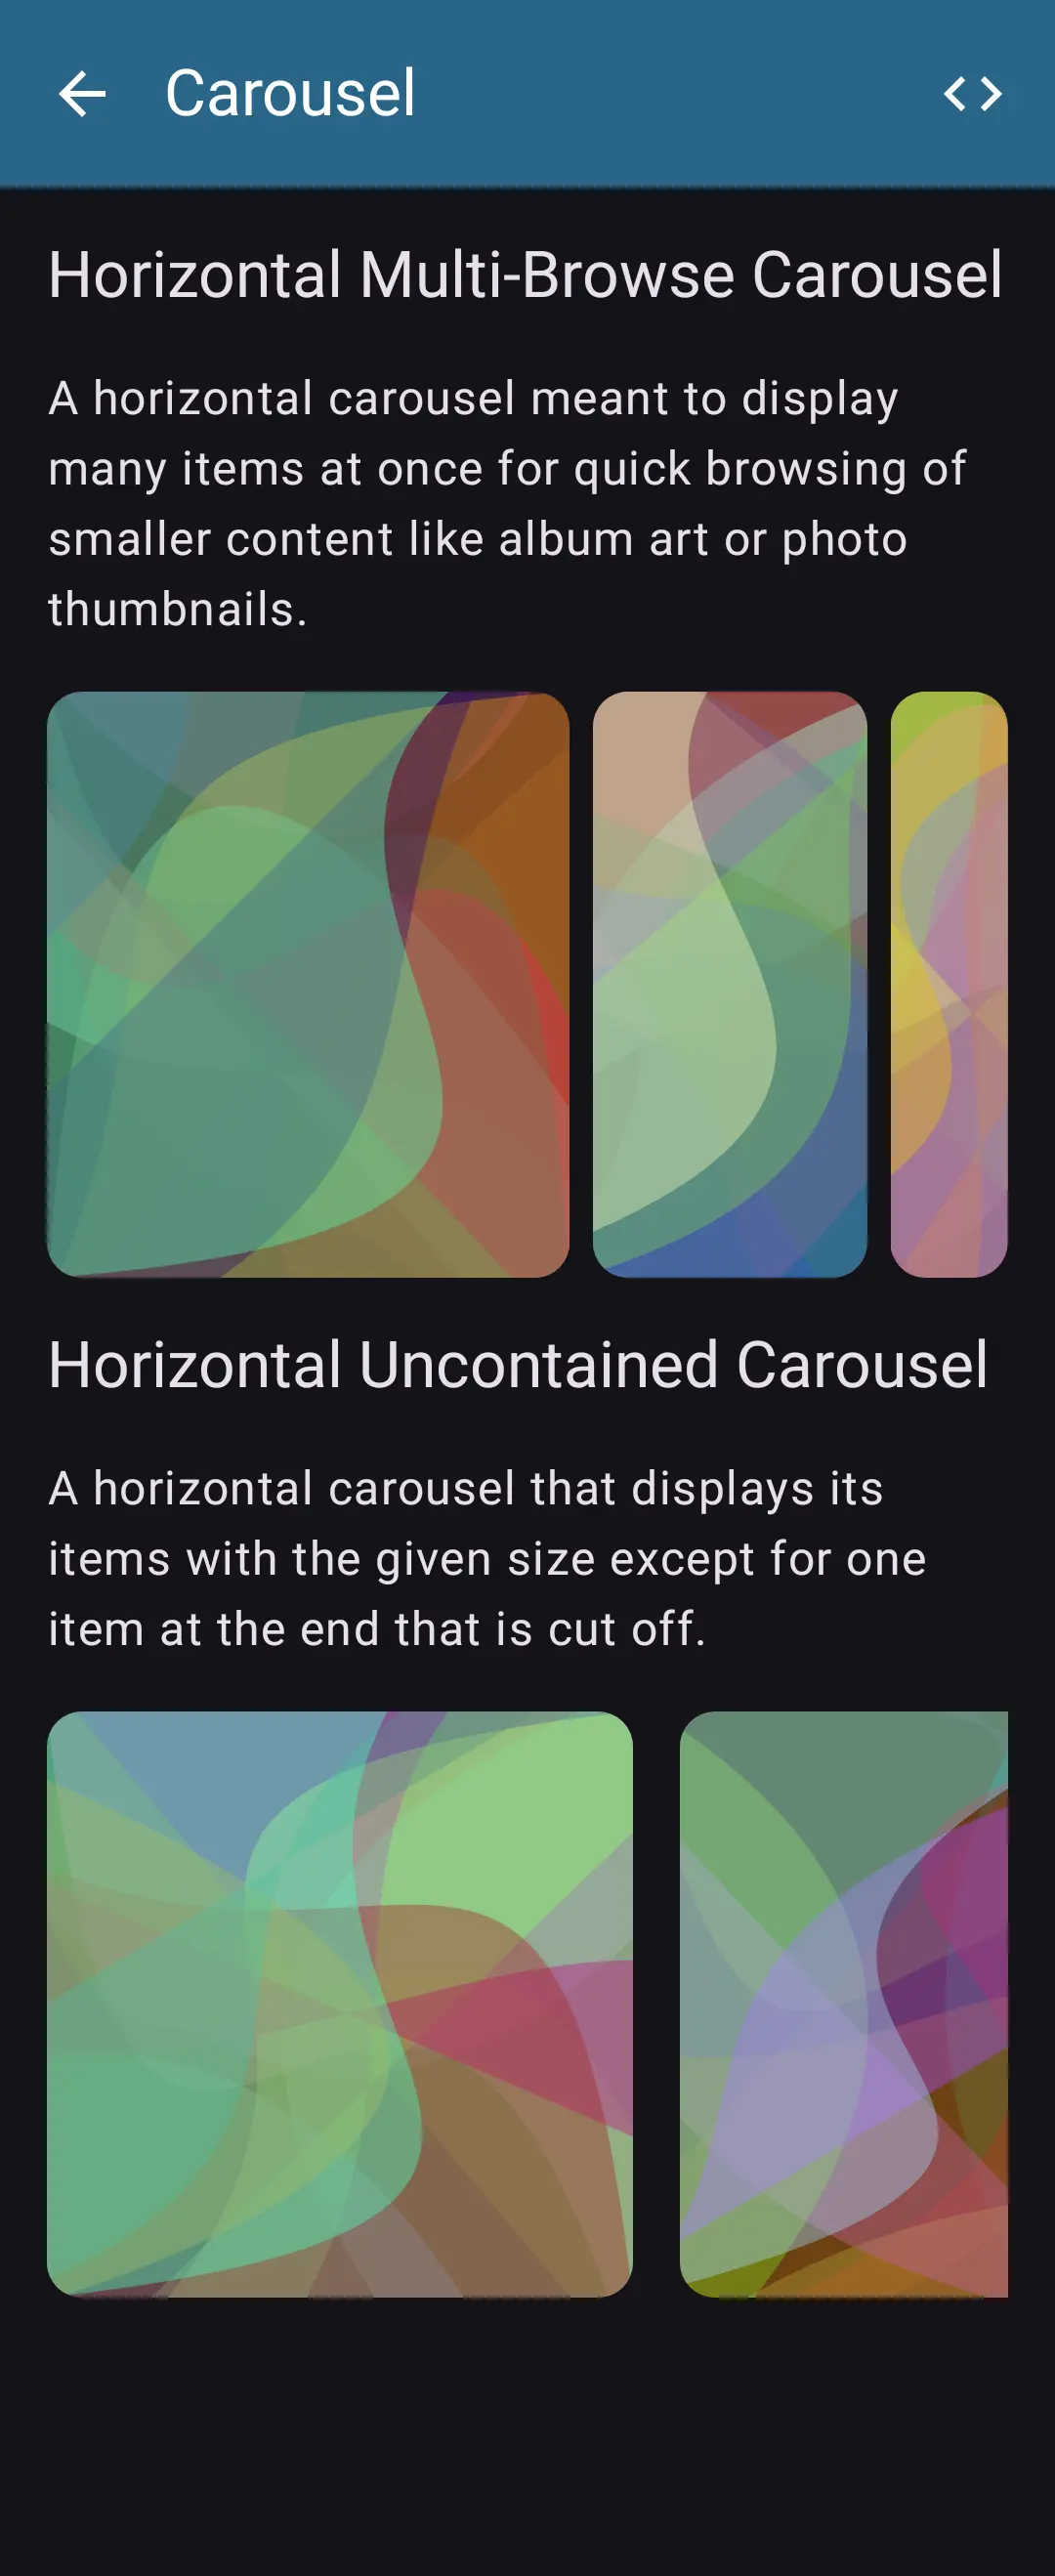 Carousel
Horizontal Multi-Browse Carousel
A horizontal carousel meant to display
many items at once for quick browsing of
smaller content like album art or photo
thumbnails.
Horizontal Uncontained Carousel
A horizontal carousel that displays its
items with the given size except for one
item at the end that is cut off.